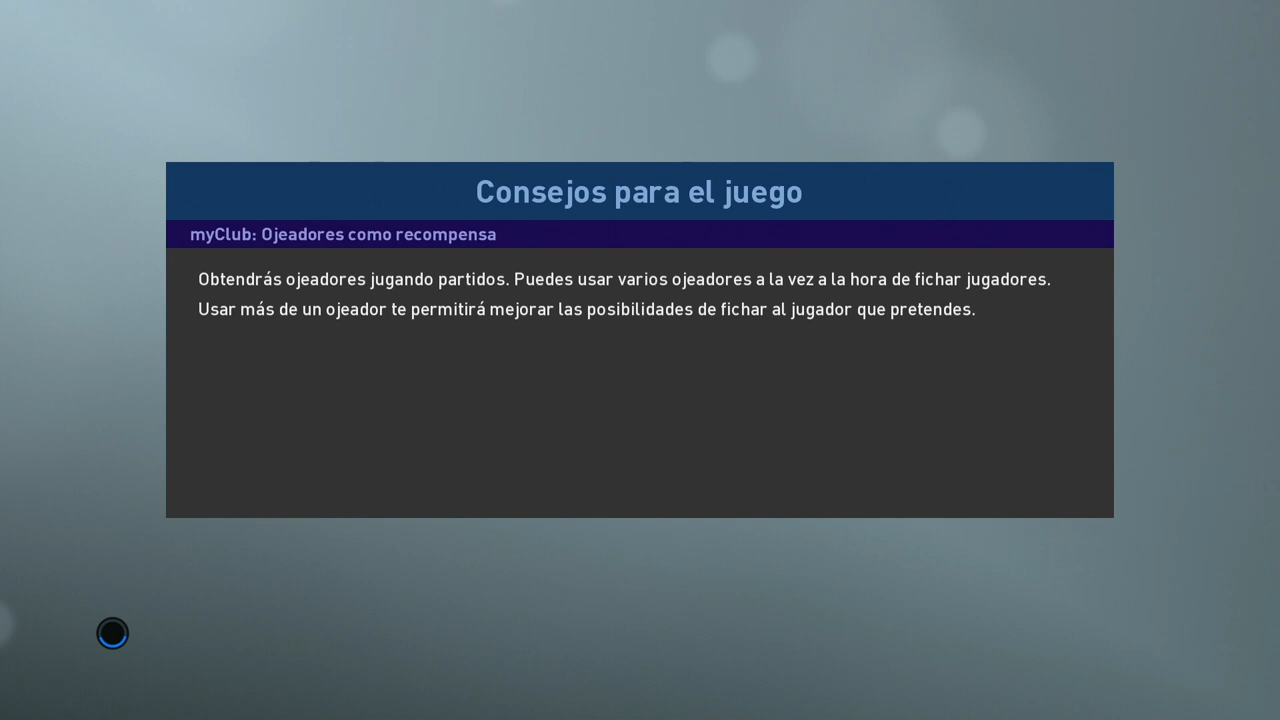 Consejos para el juego
myClub: Ojeadores como recompensa
Obtendrás ojeadores jugando partidos. Puedes usar varios ojeadores a la vez a la hora de fichar jugadores.
Usar más de un ojeador te permitirá mejorar las posibilidades de fichar al jugador que pretendes.